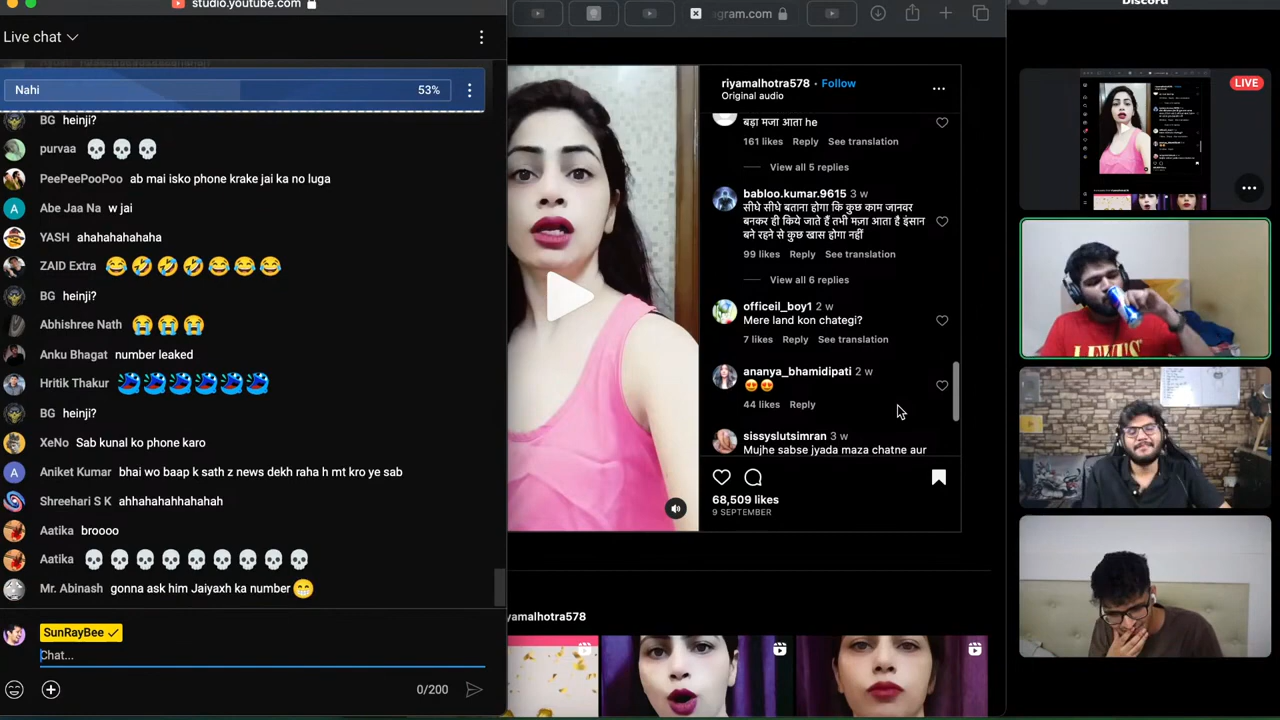 studio.youtube.com
Live chat
Nahi 53%
BG heinji?
purvaa 💀💀💀
PeePeePooPoo ab mai isko phone krake jai ka no luga
Abe Jaa Na w jai
YASH ahahahahahaha
ZAID Extra 😂🤣🤣🤣😂😂😂
BG heinji?
Abhishree Nath 😭😭😭
Anku Bhagat number leaked
Hritik Thakur
BG heinji?
XeNo Sab kunal ko phone karo
Aniket Kumar bhai wo baap k sath z news dekh raha h mt kro ye sab
Shreehari S K ahhahahahhahahah
Aatika broooo
Aatika 💀💀💀💀💀💀💀💀💀
Mr. Abinash gonna ask him Jaiyaxh ka number😁
SunRayBee
Chat...
0/200
agram.com
riyamalhotra578 · Follow
Original audio
बड़ा मजा आता he
161 likes Reply See translation
View all 5 replies
babloo.kumar.9615 3 w
सीधे सीधे बताना होगा कि कुछ काम जानवर
बनकर ही किये जाते हैं तभी मज़ा आता है इंसान
बने रहने से कुछ खास होगा नहीं
99 likes Reply See translation
View all 6 replies
officeil_boy1 2 w
Mere land kon chategi?
7 likes Reply See translation
ananya_bhamidipati 2 w
😍😍
44 likes Reply
sissyslutsimran 3 w
Mujhe sabse jyada maza chatne aur
68,509 likes
9 SEPTEMBER
yamalhotra578
Discord
LIVE
LEVI'S